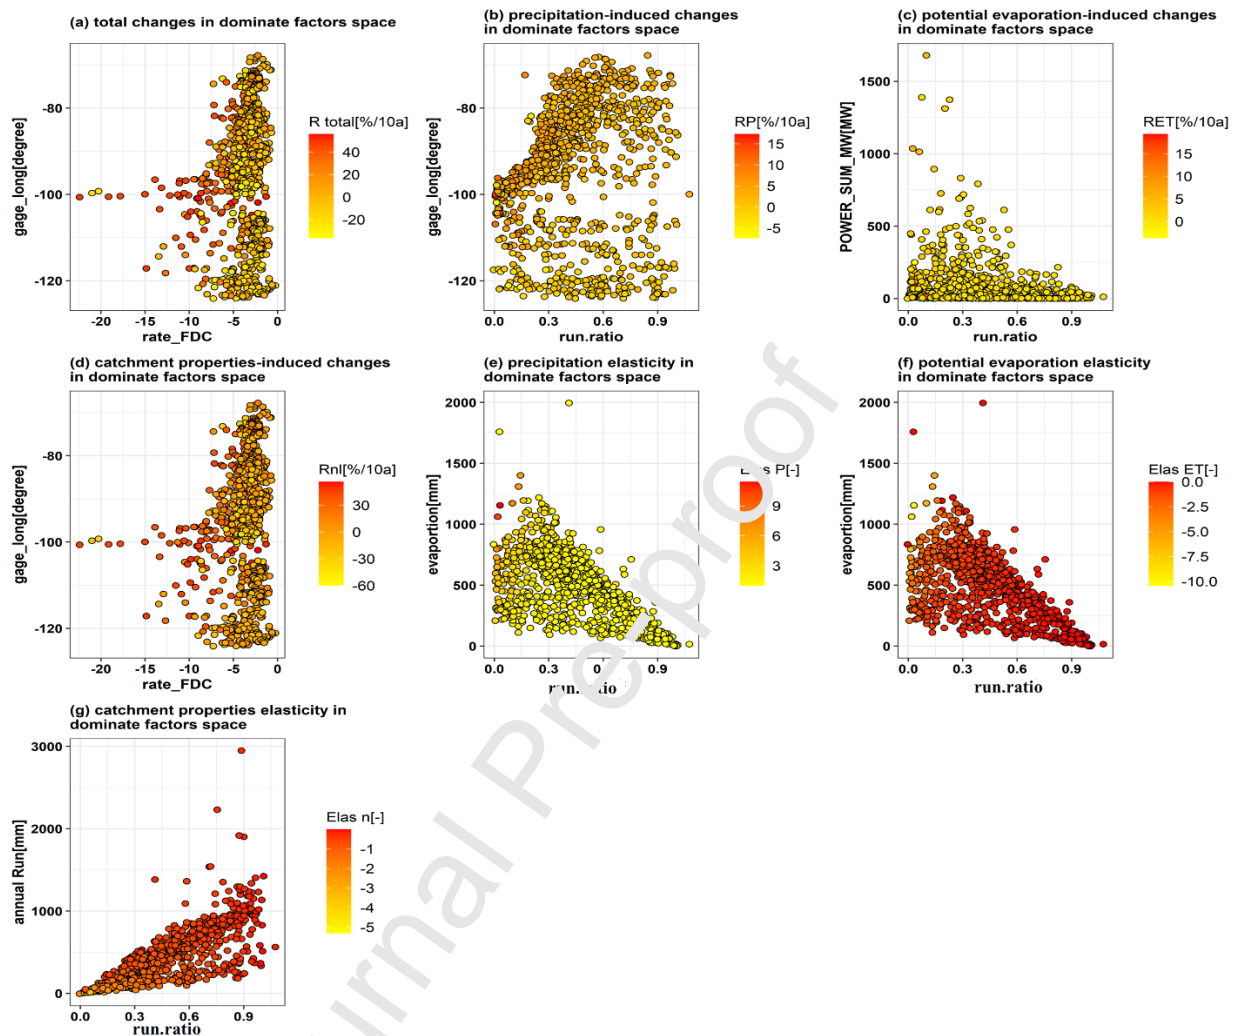 (a) total changes in dominate factors space
gage_long[degree]
-80
-100
-120
-20
-15
-10
-5
0
rate_FDC
R total[%/10a]
40
20
0
-20
(b) precipitation-induced changes
in dominate factors space
gage_long[degree]
-80
-100
-120
0.0
0.3
0.6
0.9
run.ratio
RP[%/10a]
15
10
5
0
-5
(c) potential evaporation-induced changes
in dominate factors space
POWER_SUM_MW[MW]
1500
1000
500
0
0.0
0.3
0.6
0.9
run.ratio
RET[%/10a]
15
10
5
0
(d) catchment properties-induced changes
in dominate factors space
gage_long[degree]
-80
-100
-120
-20
-15
-10
-5
0
rate_FDC
Rnl[%/10a]
30
0
-30
-60
(e) precipitation elasticity in
dominate factors space
evaportion[mm]
2000
1500
1000
500
0
0.0
0.3
0.6
0.9
run.ratio
Elas P[-]
9
6
3
(f) potential evaporation elasticity
in dominate factors space
evaportion[mm]
2000
1500
1000
500
0
0.0
0.3
0.6
0.9
run.ratio
Elas ET[-]
0.0
-2.5
-5.0
-7.5
-10.0
(g) catchment properties elasticity in
dominate factors space
annual Run[mm]
3000
2000
1000
0
0.0
0.3
0.6
0.9
run.ratio
Elas n[-]
-1
-2
-3
-4
-5
urnal Pre-proof